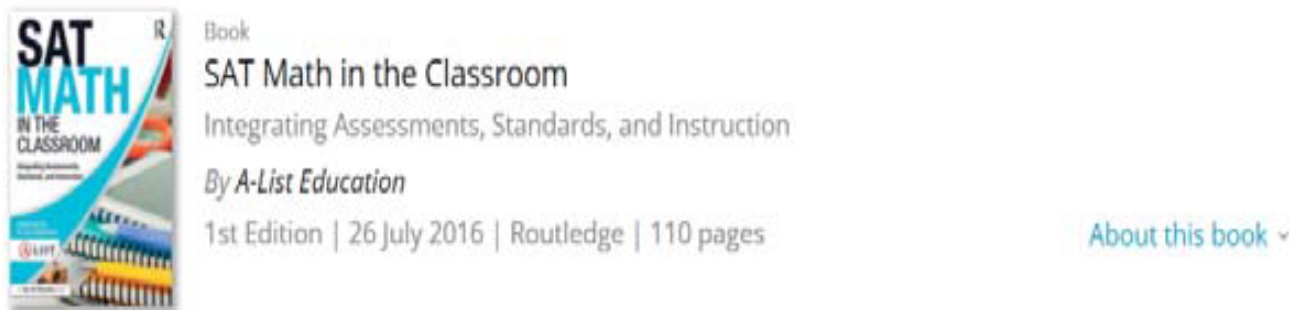 SAT
MATH
IN THE
CLASSROOM
R
Book
SAT Math in the Classroom
Integrating Assessments, Standards, and Instruction
By A-List Education
1st Edition | 26 July 2016 | Routledge | 110 pages
About this book